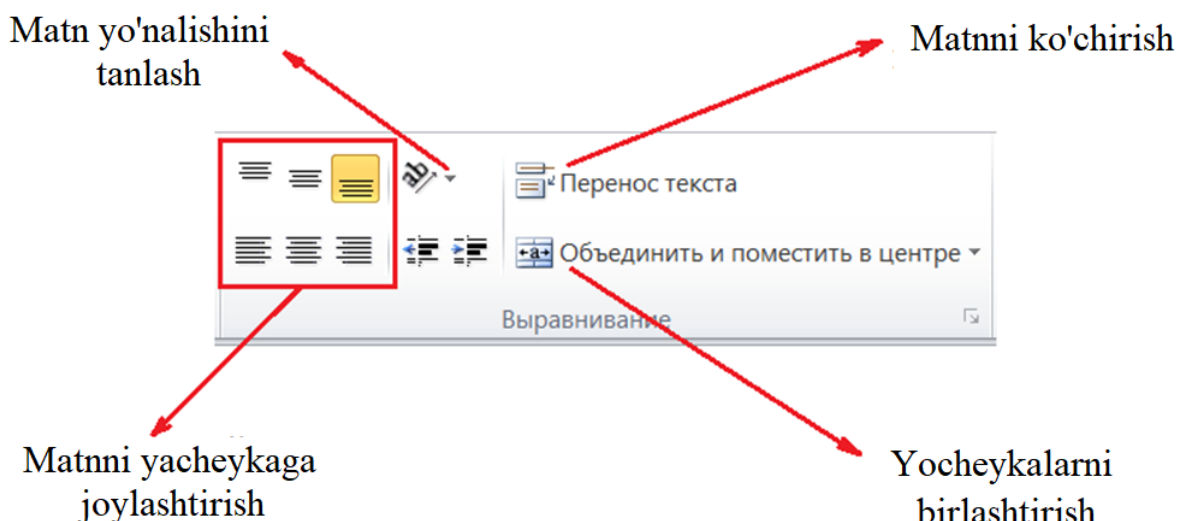 Matn yo'nalishini
tanlash
Matnni ko'chirish
Перенос текста
Объединить и поместить в центре
Выравнивание
Matnni yacheykaga
joylashtirish
Yocheykalarni
birlashtirish